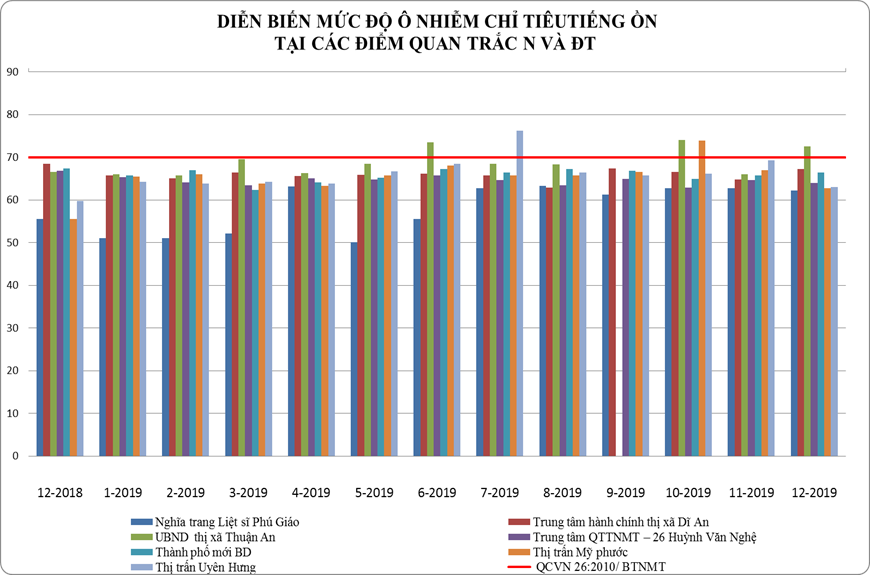 DIỄN BIẾN MỨC ĐỘ Ô NHIỄM CHỈ TIÊUTIẾNG ỒN
TẠI CÁC ĐIỂM QUAN TRẮC N VÀ ĐT
90
80
70
60
50
40
30
20
10
0
12-2018 1-2019 2-2019 3-2019 4-2019 5-2019 6-2019 7-2019 8-2019 9-2019 10-2019 11-2019 12-2019
Nghĩa trang Liệt sĩ Phú Giáo Trung tâm hành chính thị xã Dĩ An
UBND thị xã Thuận An Trung tâm QTTNMT – 26 Huỳnh Văn Nghệ
Thành phố mới BD Thị trấn Mỹ phước
Thị trấn Uyên Hưng QCVN 26:2010/ BTNMT